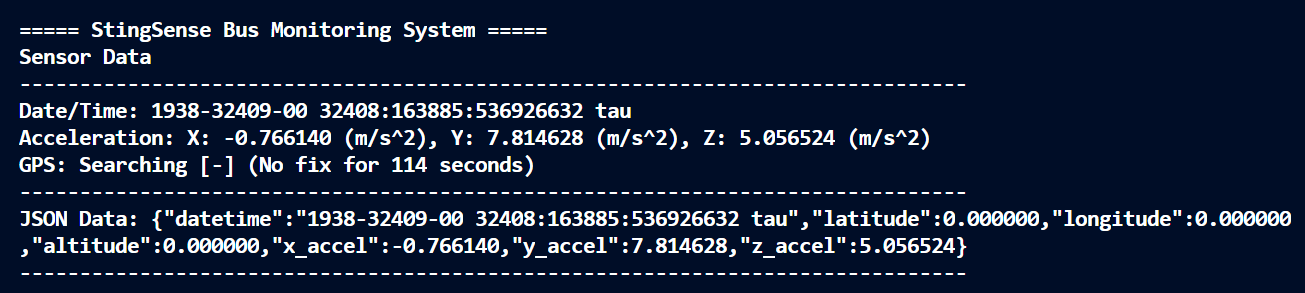 ===== StingSense Bus Monitoring System =====
Sensor Data
------------------------------------------------------------------------------
Date/Time: 1938-32409-00 32408:163885:536926632 tau
Acceleration: X: -0.766140 (m/s^2), Y: 7.814628 (m/s^2), Z: 5.056524 (m/s^2)
GPS: Searching [-] (No fix for 114 seconds)
------------------------------------------------------------------------------
JSON Data: {"datetime":"1938-32409-00 32408:163885:536926632 tau","latitude":0.000000,"longitude":0.000000
,"altitude":0.000000,"x_accel":-0.766140,"y_accel":7.814628,"z_accel":5.056524}
------------------------------------------------------------------------------